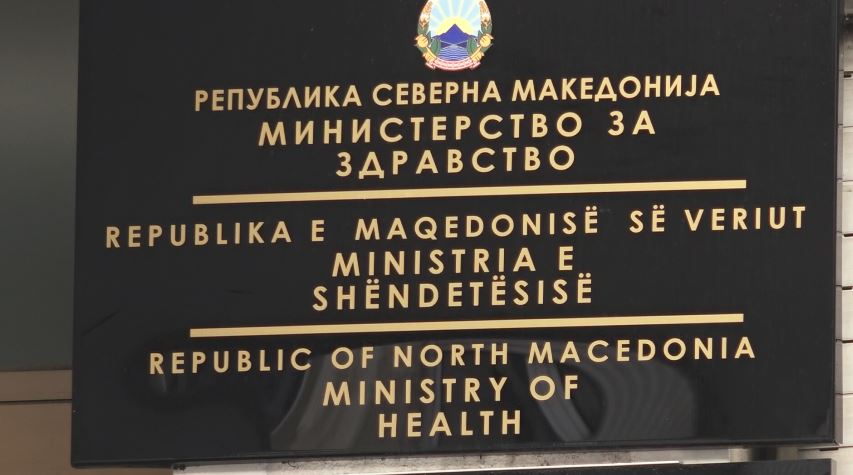 РЕПУБЛИКА СЕВЕРНА МАКЕДОНИЈА
МИНИСТЕРСТВО ЗА
ЗДРАВСТВО
REPUBLIKA E MAQEDONISË SË VERIUT
MINISTRIA E
SHËNDETËSISË
REPUBLIC OF NORTH MACEDONIA
MINISTRY OF
HEALTH